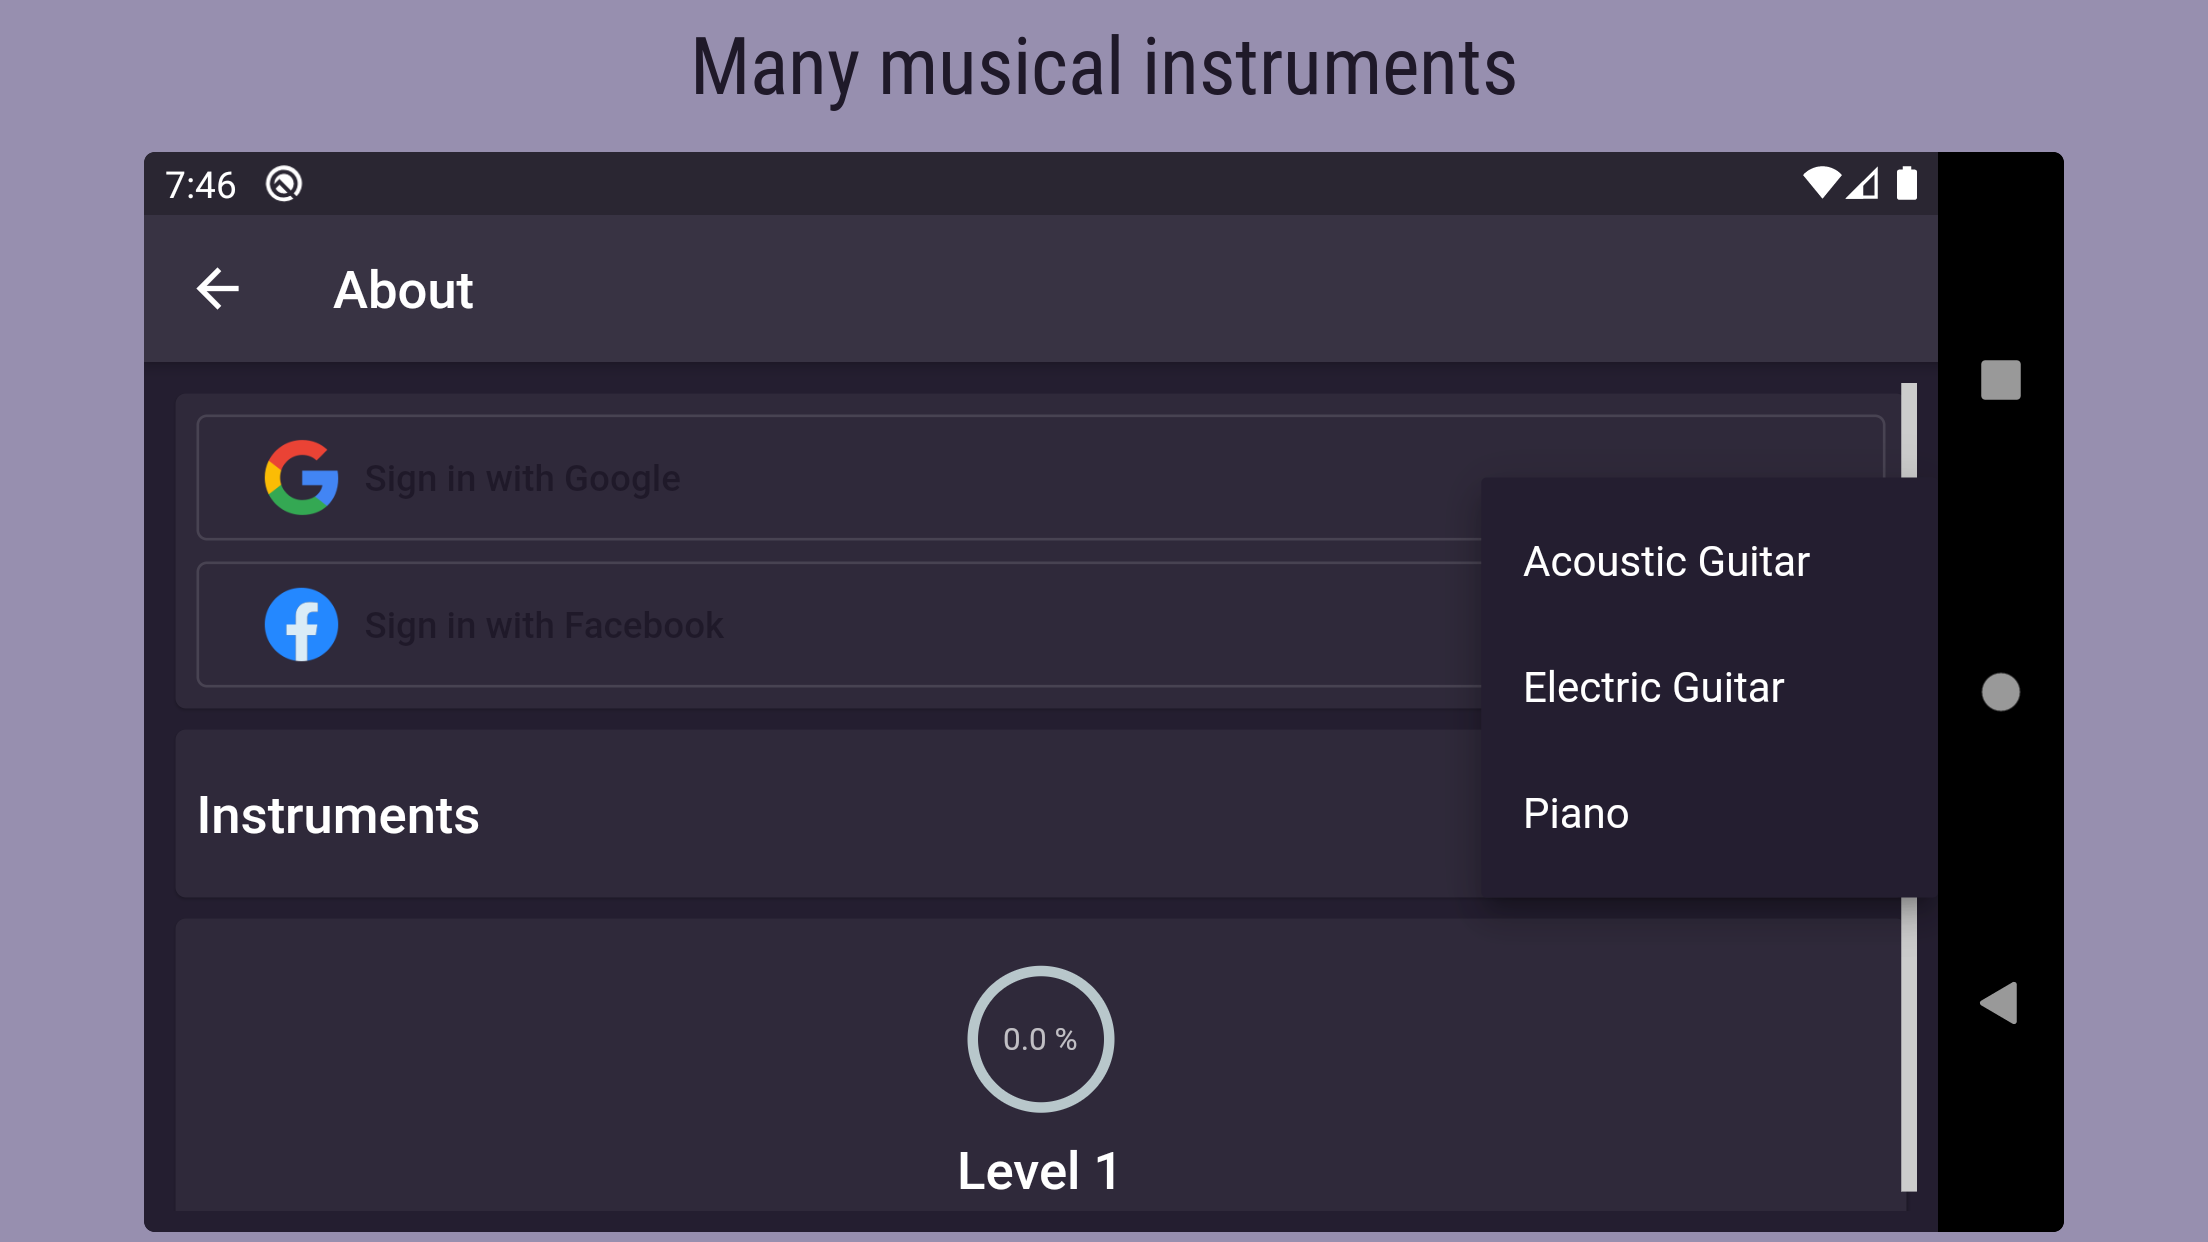 Many musical instruments
7:46
About
Sign in with Google
Sign in with Facebook
Acoustic Guitar
Electric Guitar
Piano
Instruments
0.0 %
Level 1